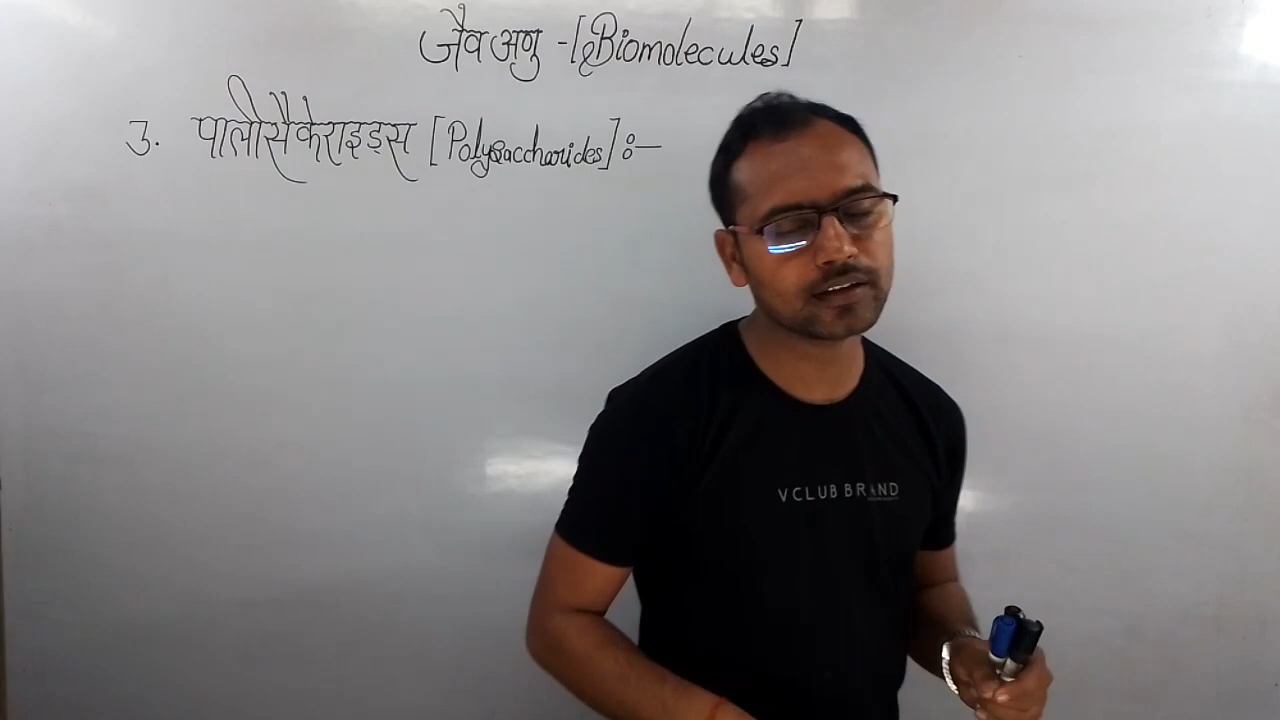 जैव अणु -[Biomolecules]
3. पालीसैकेराइड्स [Polysaccharides]:-
VCLUB BRAND